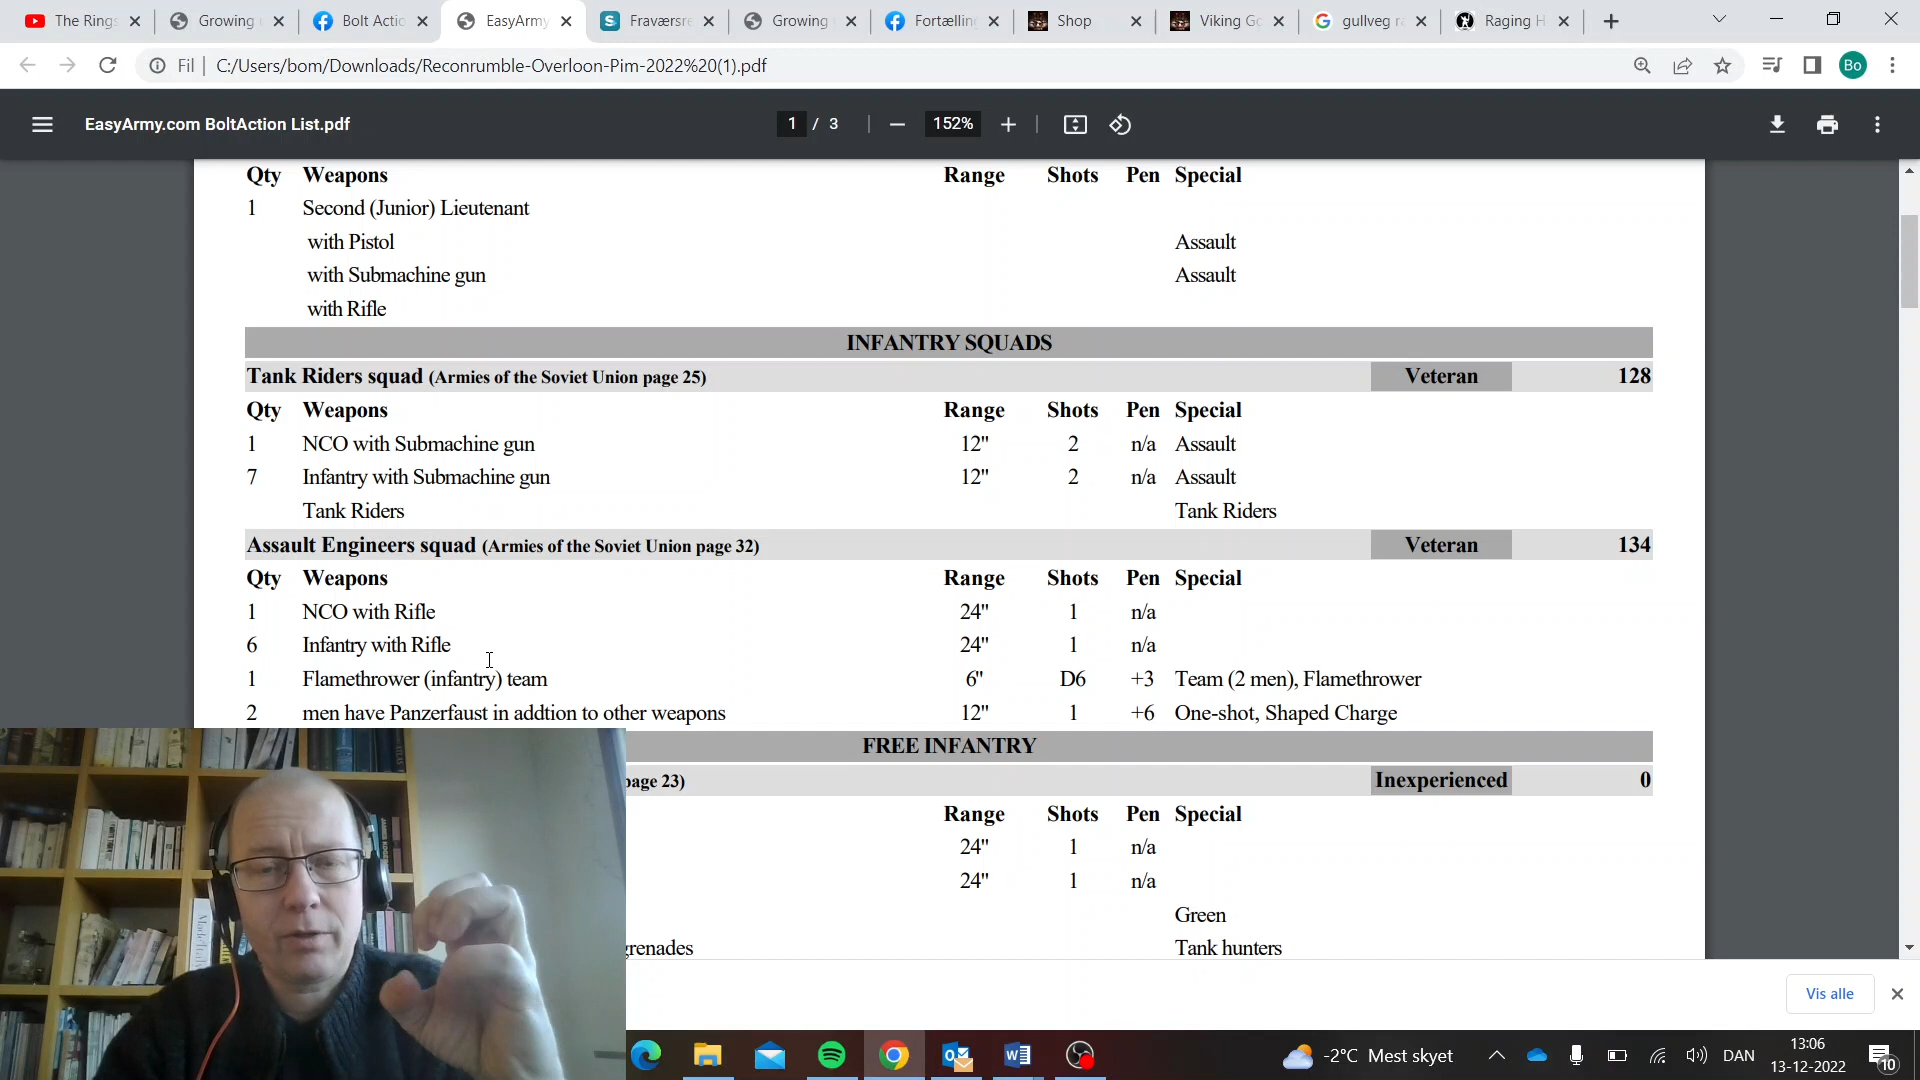 The Rings
Growing
Bolt Actio
EasyArmy
Fraværsre
Growing
Fortællin
Shop
Viking Go
gullveg ra
Raging H
Fil
C:/Users/bom/Downloads/Reconrumble-Overloon-Pim-2022%20(1).pdf
Bo
EasyArmy.com BoltAction List.pdf
1 / 3
152%
Qty Weapons Range Shots Pen Special
1 Second (Junior) Lieutenant
with Pistol Assault
with Submachine gun Assault
with Rifle
INFANTRY SQUADS
Tank Riders squad (Armies of the Soviet Union page 25) Veteran 128
Qty Weapons Range Shots Pen Special
1 NCO with Submachine gun 12" 2 n/a Assault
7 Infantry with Submachine gun 12" 2 n/a Assault
Tank Riders Tank Riders
Assault Engineers squad (Armies of the Soviet Union page 32) Veteran 134
Qty Weapons Range Shots Pen Special
1 NCO with Rifle 24" 1 n/a
6 Infantry with Rifle 24" 1 n/a
1 Flamethrower (infantry) team 6" D6 +3 Team (2 men), Flamethrower
2 men have Panzerfaust in addtion to other weapons 12" 1 +6 One-shot, Shaped Charge
FREE INFANTRY
page 23) Inexperienced 0
Range Shots Pen Special
24" 1 n/a
24" 1 n/a
Green
grenades Tank hunters
Vis alle
-2°C Mest skyet
DAN
13:06
13-12-2022
10